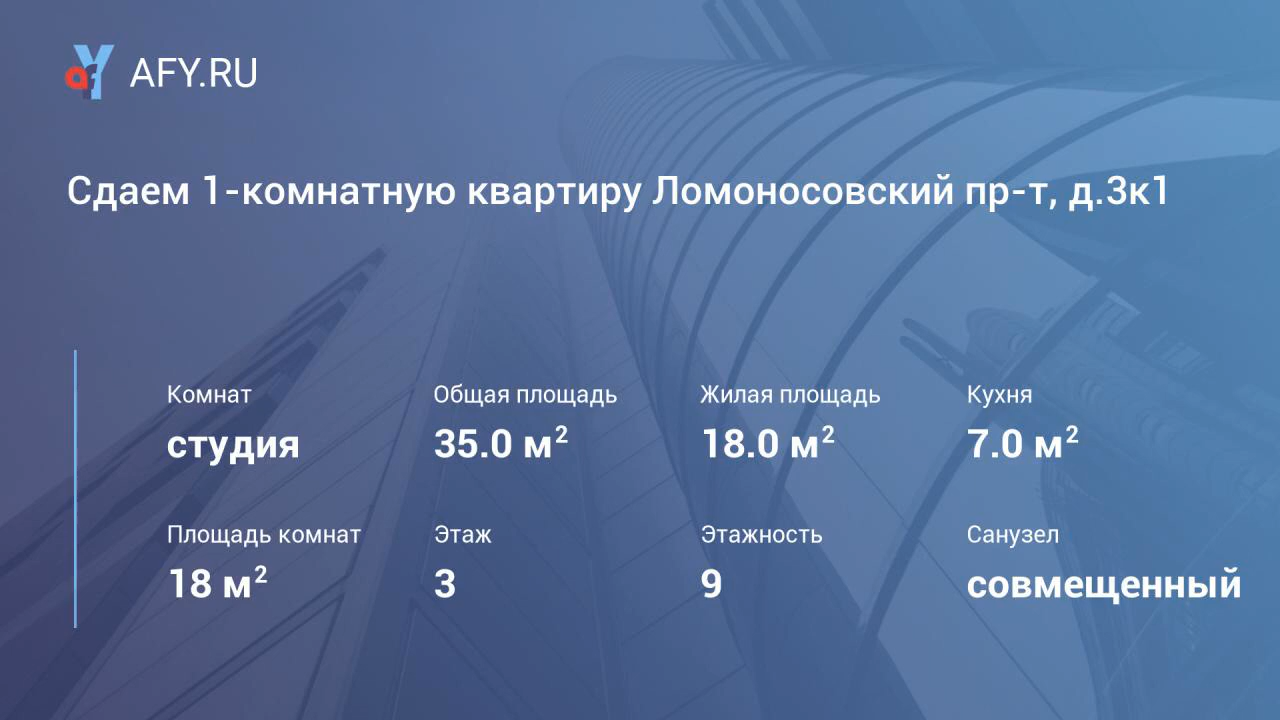 AFY.RU
Сдаем 1-комнатную квартиру Ломоносовский пр-т, д.3к1
Комнат Общая площадь Жилая площадь Кухня
студия 35.0 м² 18.0 м² 7.0 м²
Площадь комнат Этаж Этажность Санузел
18 м² 3 9 совмещенный